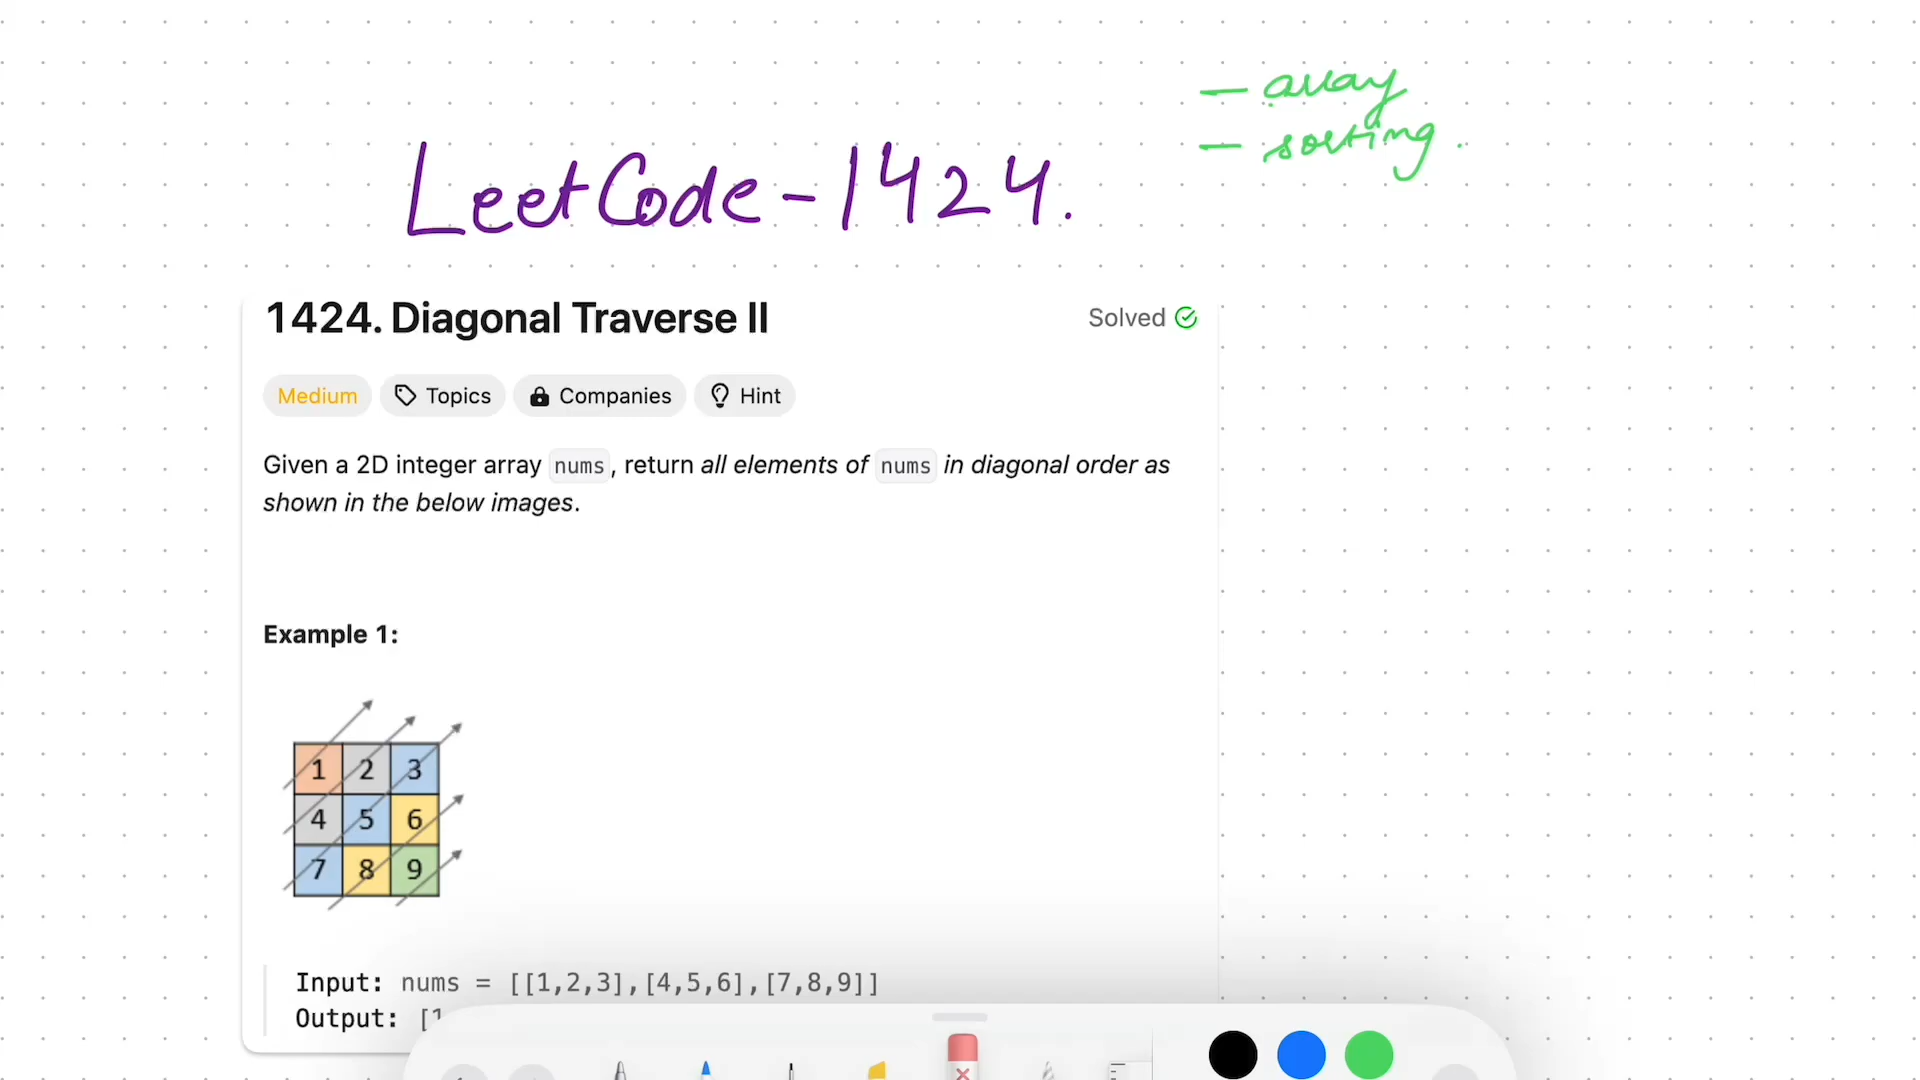 – array
– sorting.
LeetCode-1424.
1424. Diagonal Traverse II
Solved
Medium Topics Companies Hint
Given a 2D integer array nums, return all elements of nums in diagonal order as
shown in the below images.
Example 1:
1 2 3
4 5 6
7 8 9
Input: nums = [[1,2,3],[4,5,6],[7,8,9]]
Output: [1